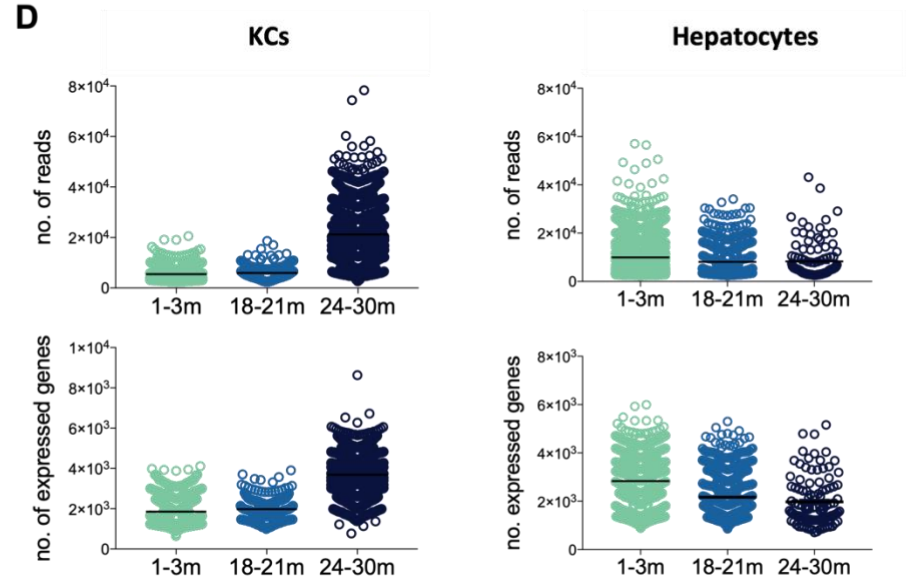 D
KCs
Hepatocytes
no. of reads
8×10⁴
6×10⁴
4×10⁴
2×10⁴
0
1-3m 18-21m 24-30m
no. of reads
8×10⁴
6×10⁴
4×10⁴
2×10⁴
0
1-3m 18-21m 24-30m
no. of expressed genes
1×10⁴
8×10³
6×10³
4×10³
2×10³
0
1-3m 18-21m 24-30m
no. expressed genes
8×10³
6×10³
4×10³
2×10³
0
1-3m 18-21m 24-30m